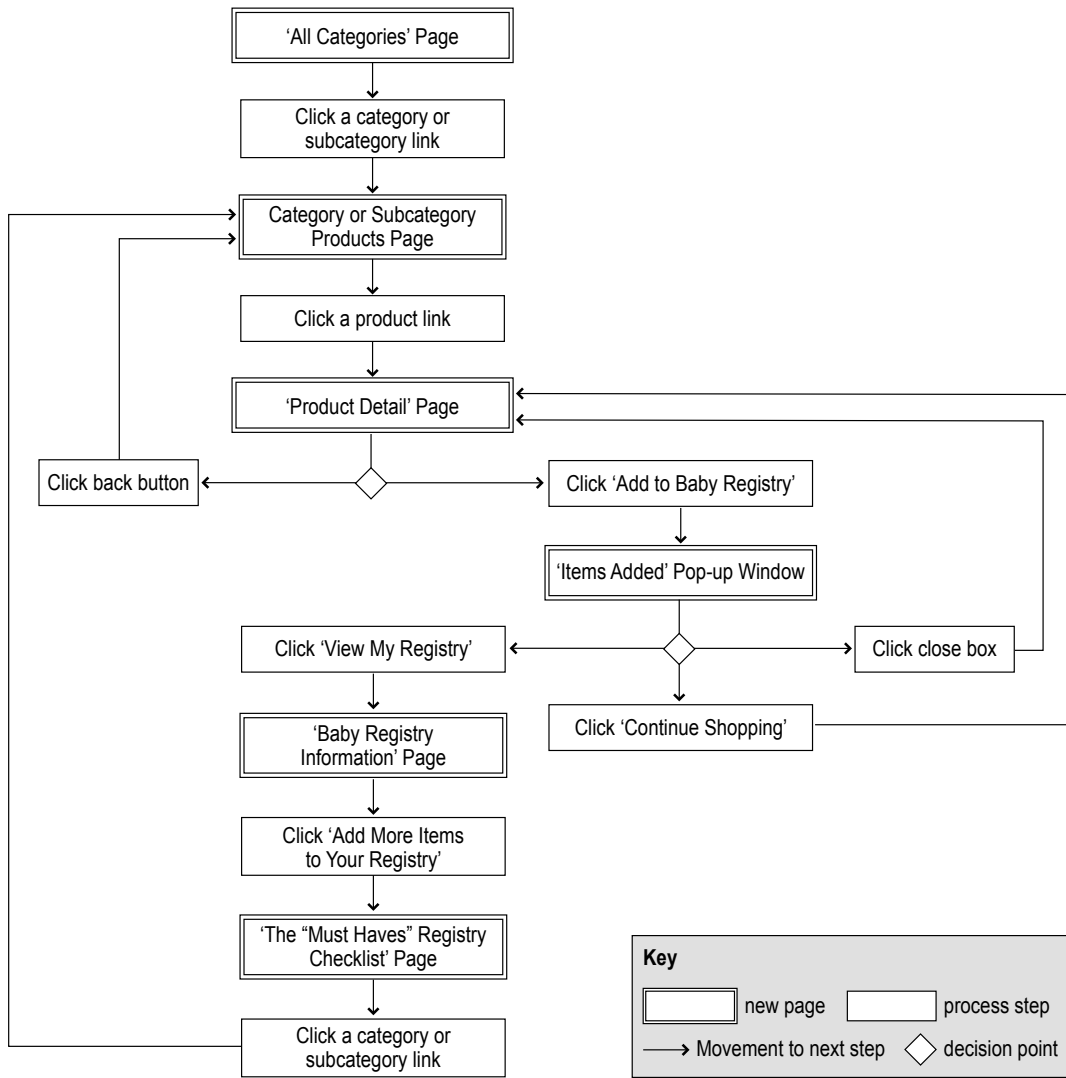 ‘All Categories’ Page
Click a category or
subcategory link
Category or Subcategory
Products Page
Click a product link
‘Product Detail’ Page
Click back button
Click ‘Add to Baby Registry’
‘Items Added’ Pop-up Window
Click ‘View My Registry’
Click close box
Click ‘Continue Shopping’
‘Baby Registry
Information’ Page
Click ‘Add More Items
to Your Registry’
‘The “Must Haves” Registry
Checklist’ Page
Click a category or
subcategory link
Key
new page
process step
Movement to next step
decision point